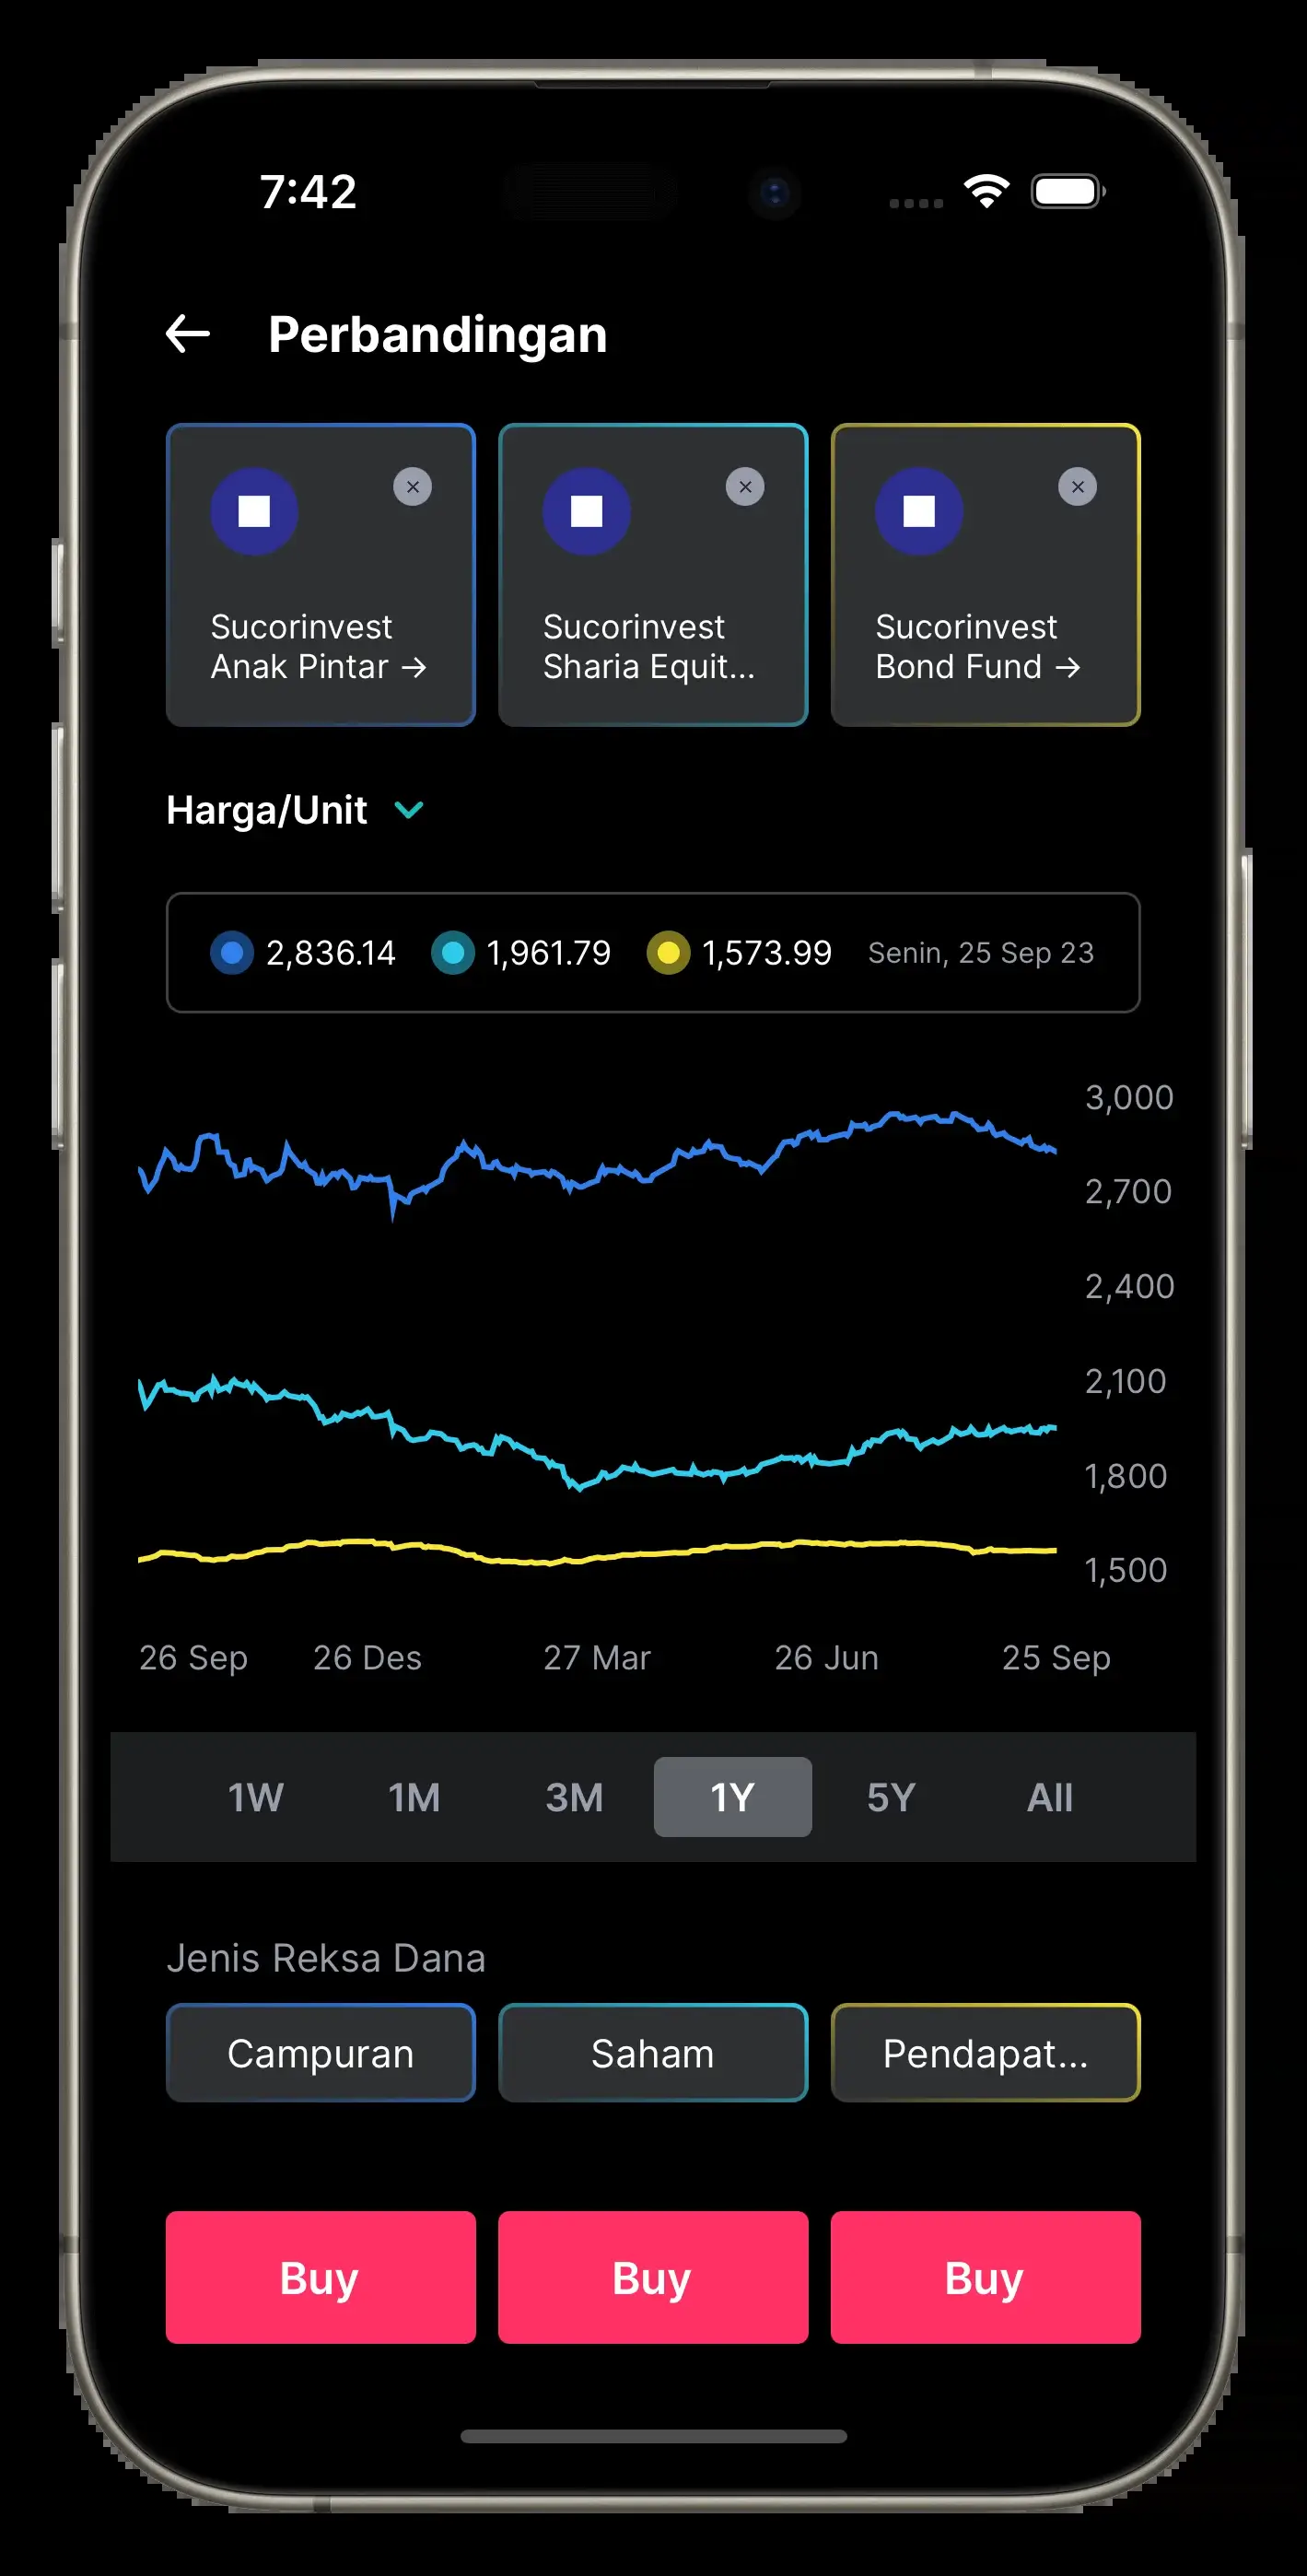 7:42
Perbandingan
Sucorinvest
Anak Pintar →
Sucorinvest
Sharia Equit...
Sucorinvest
Bond Fund →
Harga/Unit
2,836.14 1,961.79 1,573.99 Senin, 25 Sep 23
3,000
2,700
2,400
2,100
1,800
1,500
26 Sep 26 Des 27 Mar 26 Jun 25 Sep
1W 1M 3M 1Y 5Y All
Jenis Reksa Dana
Campuran Saham Pendapat...
Buy Buy Buy